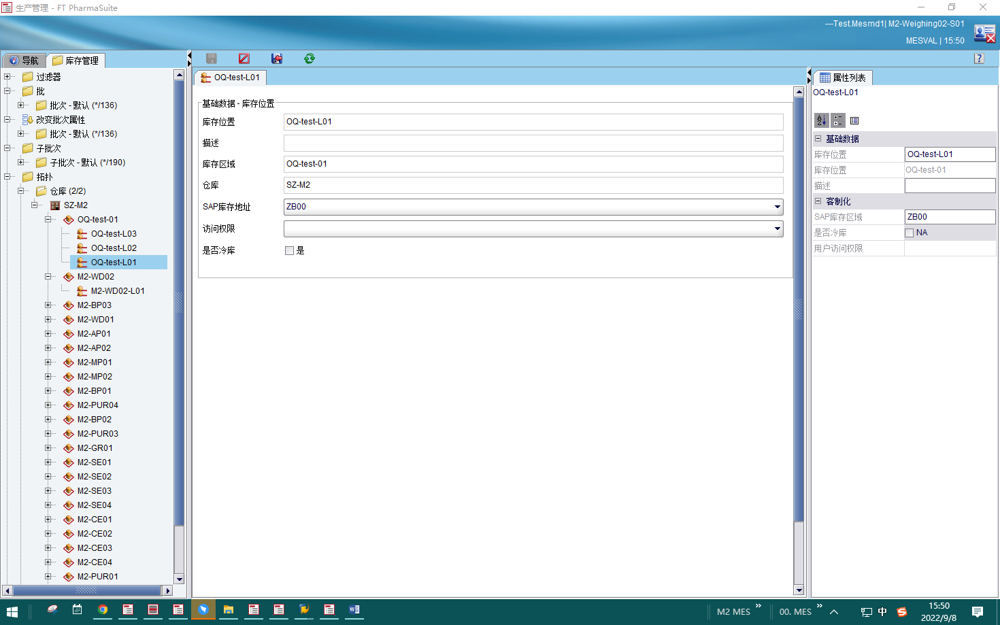 生产管理 - FT PharmaSuite
---Test.Mesmd1| M2-Weighing02-S01
MESVAL | 15:50
导航
库存管理
过滤器
批
批次 - 默认 (*/136)
改变批次属性
批次 - 默认 (*/136)
子批次
子批次 - 默认 (*/190)
拓扑
仓库 (2/2)
SZ-M2
OQ-test-01
OQ-test-L03
OQ-test-L02
OQ-test-L01
M2-WD02
M2-WD02-L01
M2-BP03
M2-WD01
M2-AP01
M2-AP02
M2-MP01
M2-MP02
M2-BP01
M2-PUR04
M2-BP02
M2-PUR03
M2-GR01
M2-SE01
M2-SE02
M2-SE03
M2-SE04
M2-CE01
M2-CE02
M2-CE03
M2-CE04
M2-PUR01
OQ-test-L01
基础数据 - 库存位置
库存位置 OQ-test-L01
描述
库存区域 OQ-test-01
仓库 SZ-M2
SAP库存地址 ZB00
访问权限
是否冷库 是
属性列表
OQ-test-L01
基础数据
库存位置 OQ-test-L01
库存位置 OQ-test-01
描述
客制化
SAP库存区域 ZB00
是否冷库 NA
用户访问权限
M2 MES
00. MES
中
15:50
2022/9/8